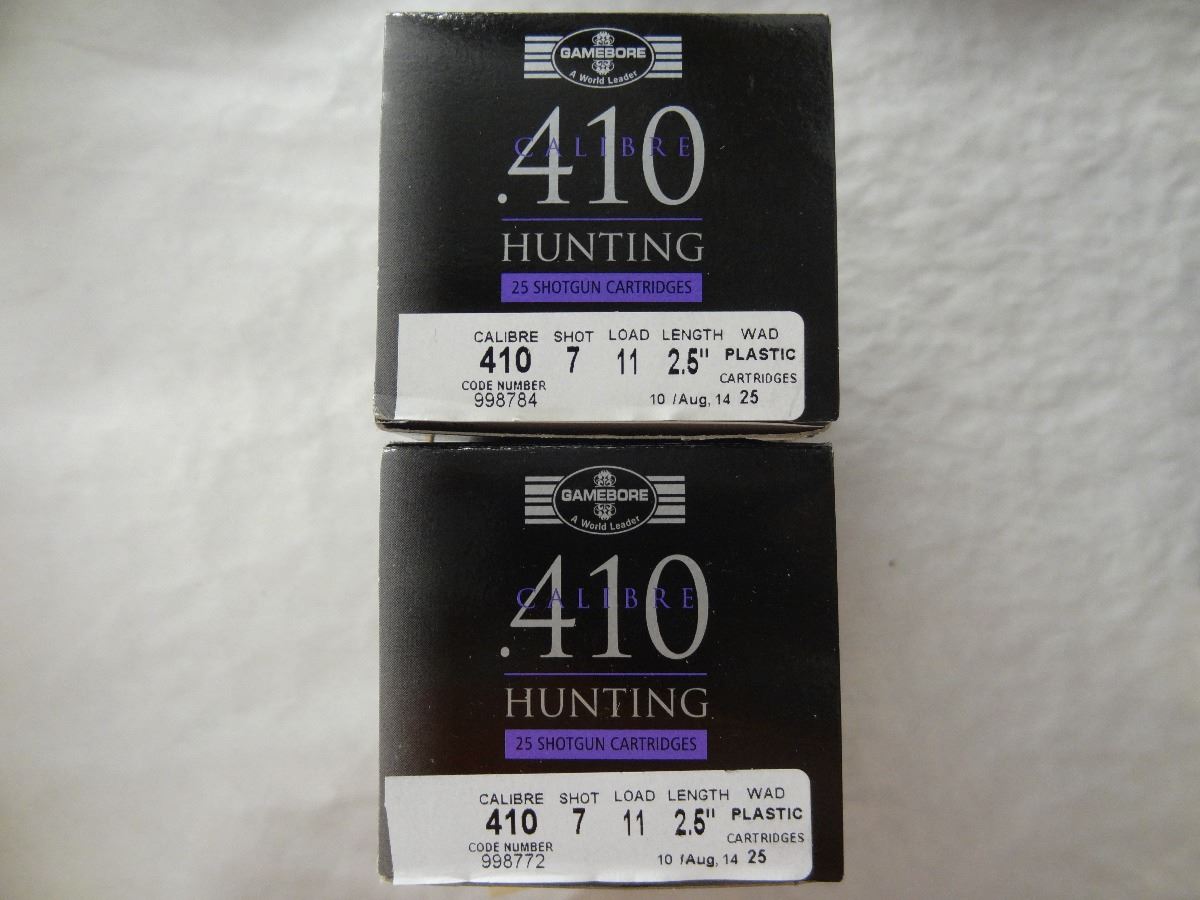 GAMEBORE
A World Leader
.410
CALIBRE
HUNTING
25 SHOTGUN CARTRIDGES
CALIBRE SHOT LOAD LENGTH WAD
410 7 11 2.5" PLASTIC
CODE NUMBER CARTRIDGES
998784 10 /Aug, 14 25
GAMEBORE
A World Leader
.410
CALIBRE
HUNTING
25 SHOTGUN CARTRIDGES
CALIBRE SHOT LOAD LENGTH WAD
410 7 11 2.5" PLASTIC
CODE NUMBER CARTRIDGES
998772 10 /Aug, 14 25